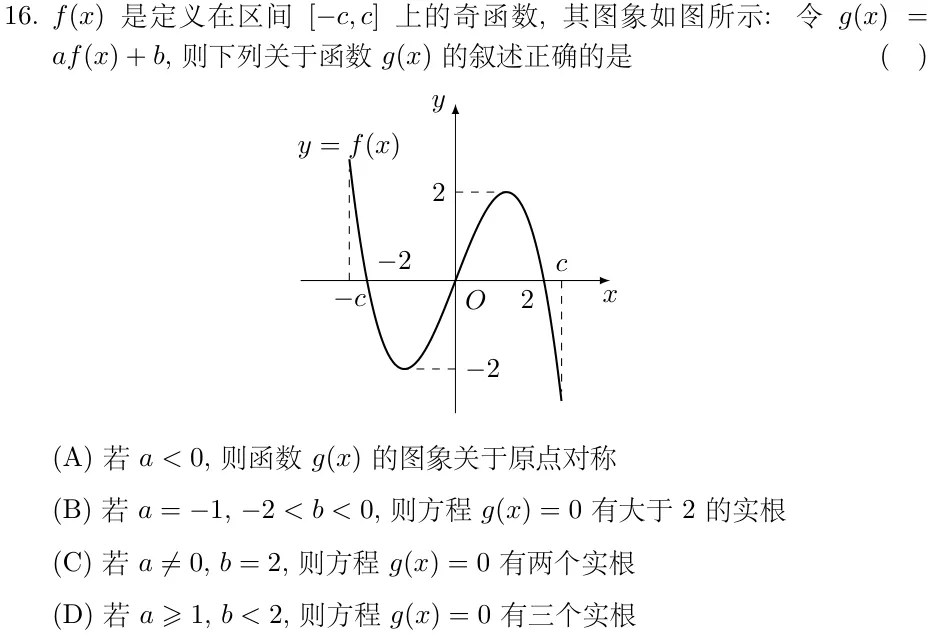 16. f(x) 是定义在区间 [−c, c] 上的奇函数, 其图象如图所示: 令 g(x) =
af(x) + b, 则下列关于函数 g(x) 的叙述正确的是 ( )
y
y = f(x)
2
−2
c
−c
O
2
x
−2
(A) 若 a < 0, 则函数 g(x) 的图象关于原点对称
(B) 若 a = −1, −2 < b < 0, 则方程 g(x) = 0 有大于 2 的实根
(C) 若 a ≠ 0, b = 2, 则方程 g(x) = 0 有两个实根
(D) 若 a ⩾ 1, b < 2, 则方程 g(x) = 0 有三个实根